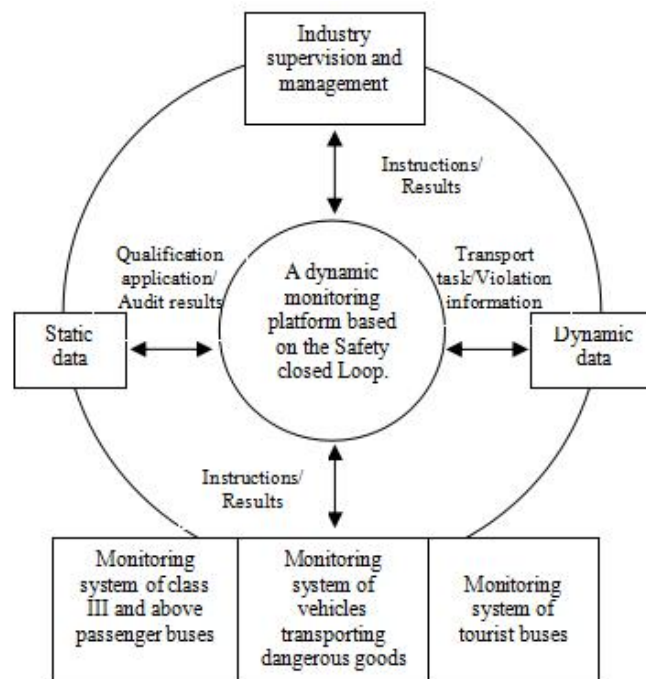 Industry
supervision and
management
Instructions/
Results
Qualification
application/
Audit results
A dynamic
monitoring
platform based
on the Safety
closed Loop.
Transport
task/Violation
information
Static
data
Dynamic
data
Instructions/
Results
Monitoring
system of class
III and above
passenger buses
Monitoring
system of
vehicles
transporting
dangerous goods
Monitoring
system of
tourist buses